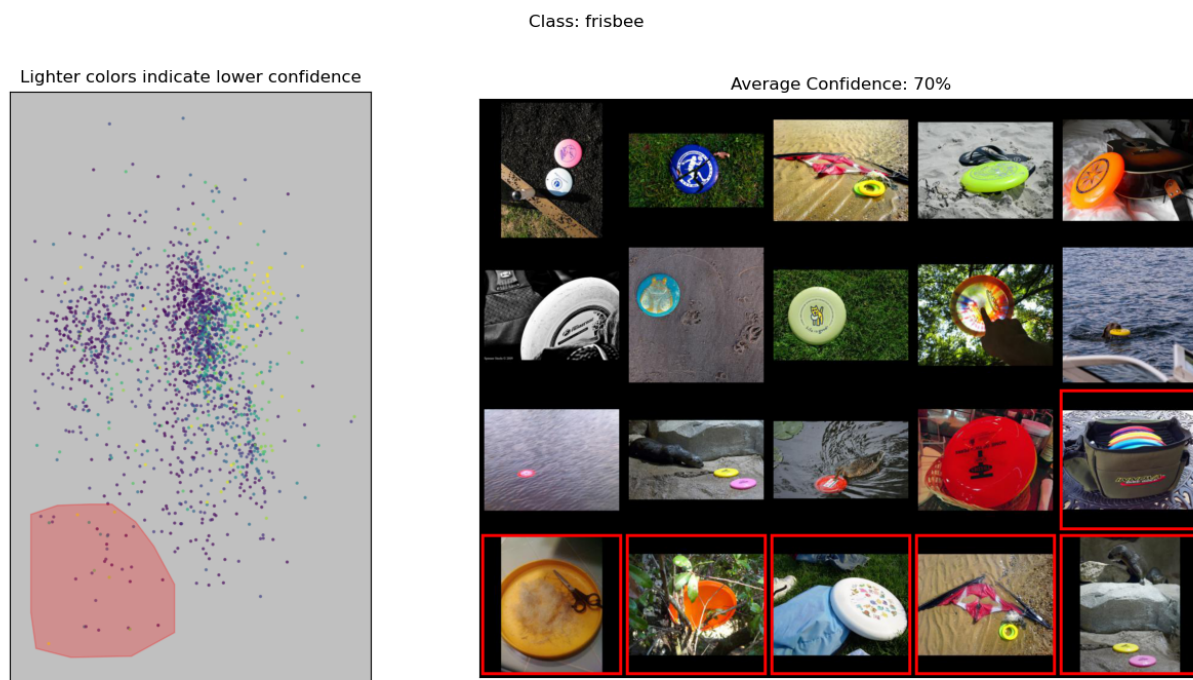 Class: frisbee
Lighter colors indicate lower confidence
Average Confidence: 70%